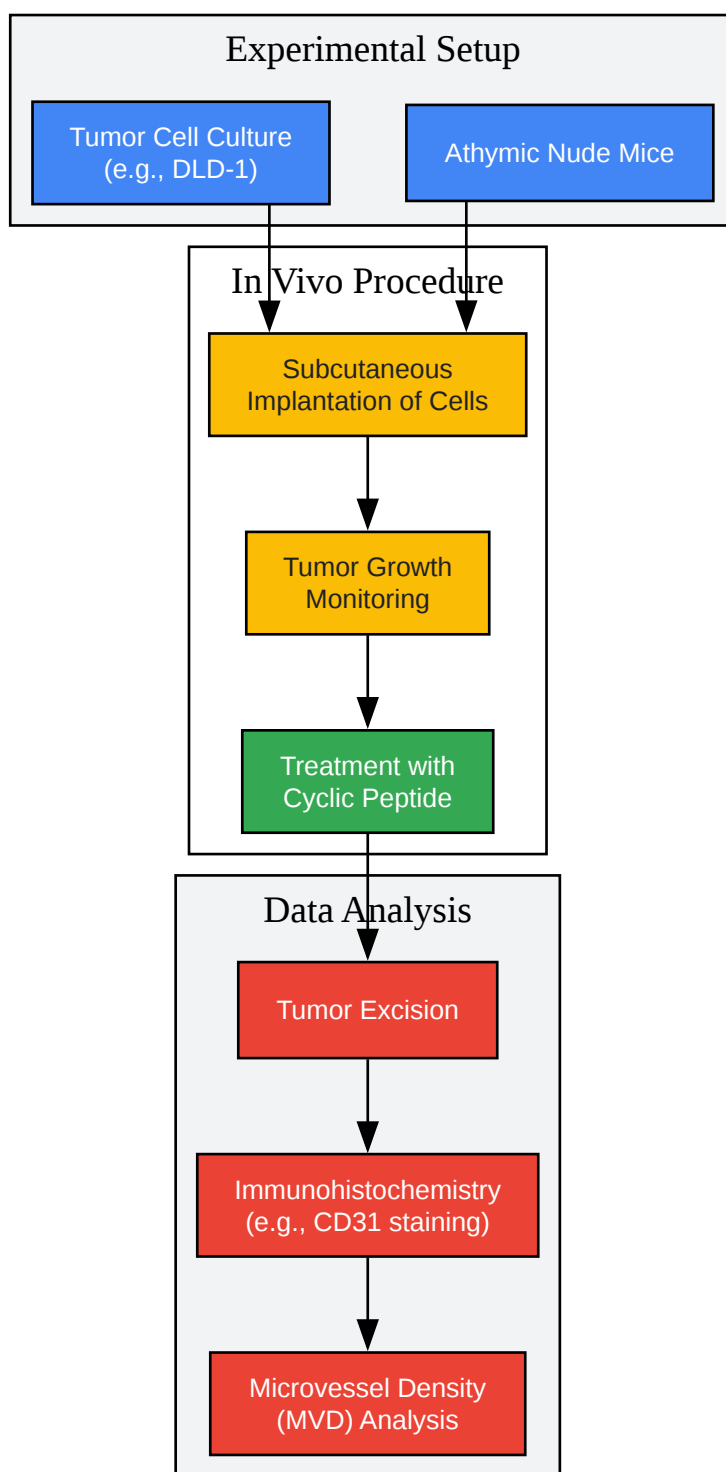 Experimental Setup
Tumor Cell Culture
(e.g., DLD-1)
Athymic Nude Mice
In Vivo Procedure
Subcutaneous
Implantation of Cells
Tumor Growth
Monitoring
Treatment with
Cyclic Peptide
Data Analysis
Tumor Excision
Immunohistochemistry
(e.g., CD31 staining)
Microvessel Density
(MVD) Analysis